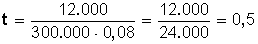 t = 12.000 / 300.000 · 0,08 = 12.000 / 24.000 = 0,5